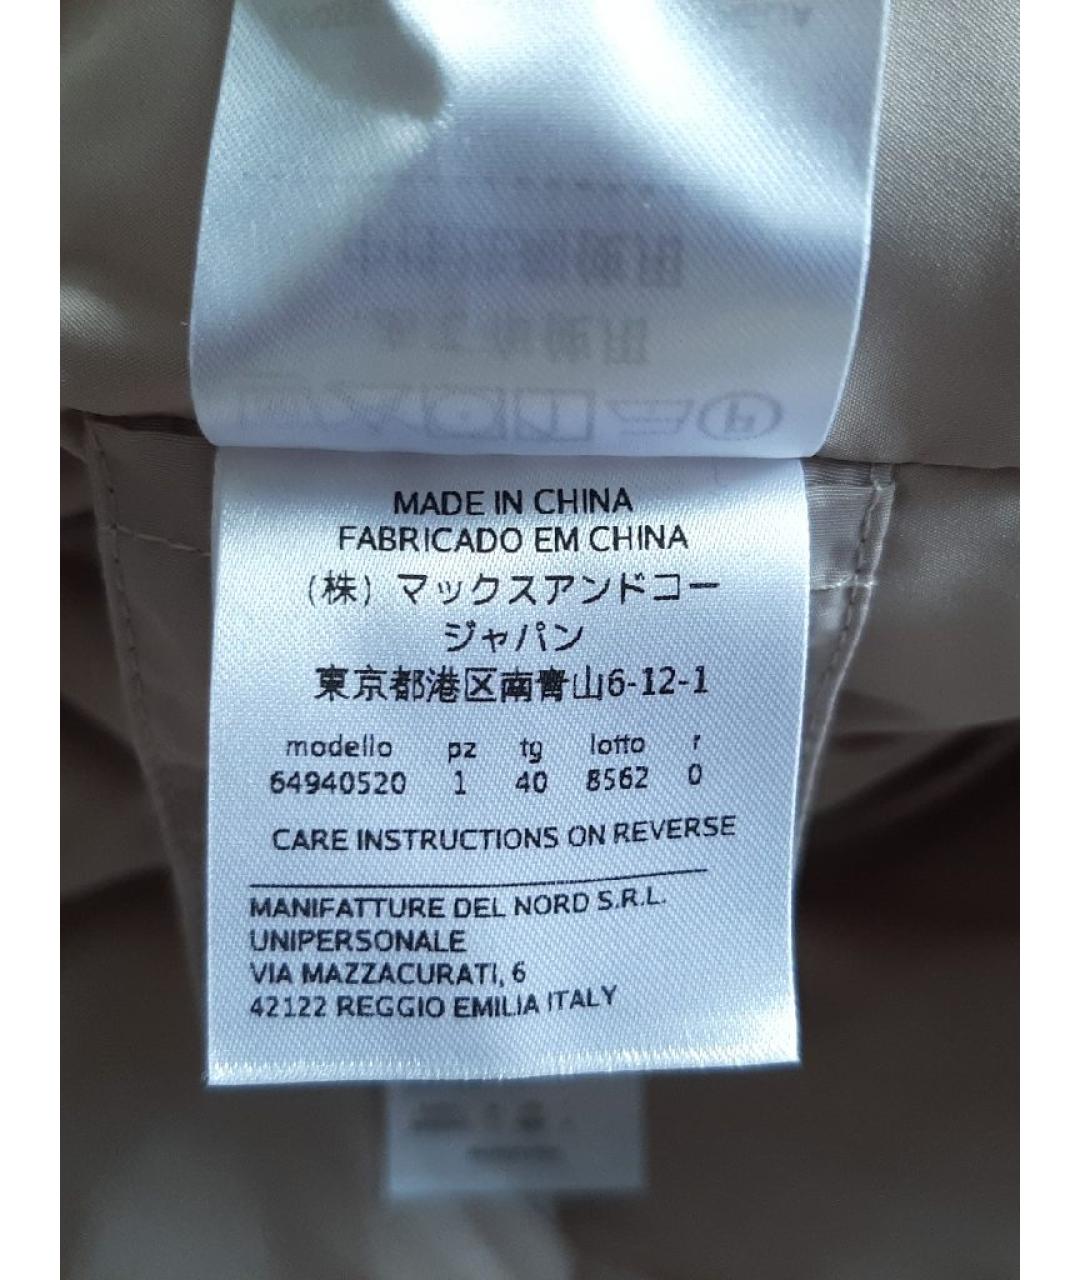 MADE IN CHINA
FABRICADO EM CHINA
(株) マックスアンドコー
ジャパン
東京都港区南青山6-12-1
modello pz tg lotto r
64940520 1 40 8562 0
CARE INSTRUCTIONS ON REVERSE
MANIFATTURE DEL NORD S.R.L.
UNIPERSONALE
VIA MAZZACURATI, 6
42122 REGGIO EMILIA ITALY